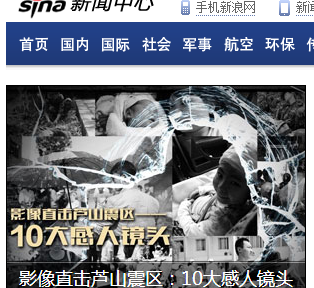 sina 新闻中心
手机新浪网
新闻
首页 国内 国际 社会 军事 航空 环保
影像直击芦山震区——
10大感人镜头
影像直击芦山震区：10大感人镜头